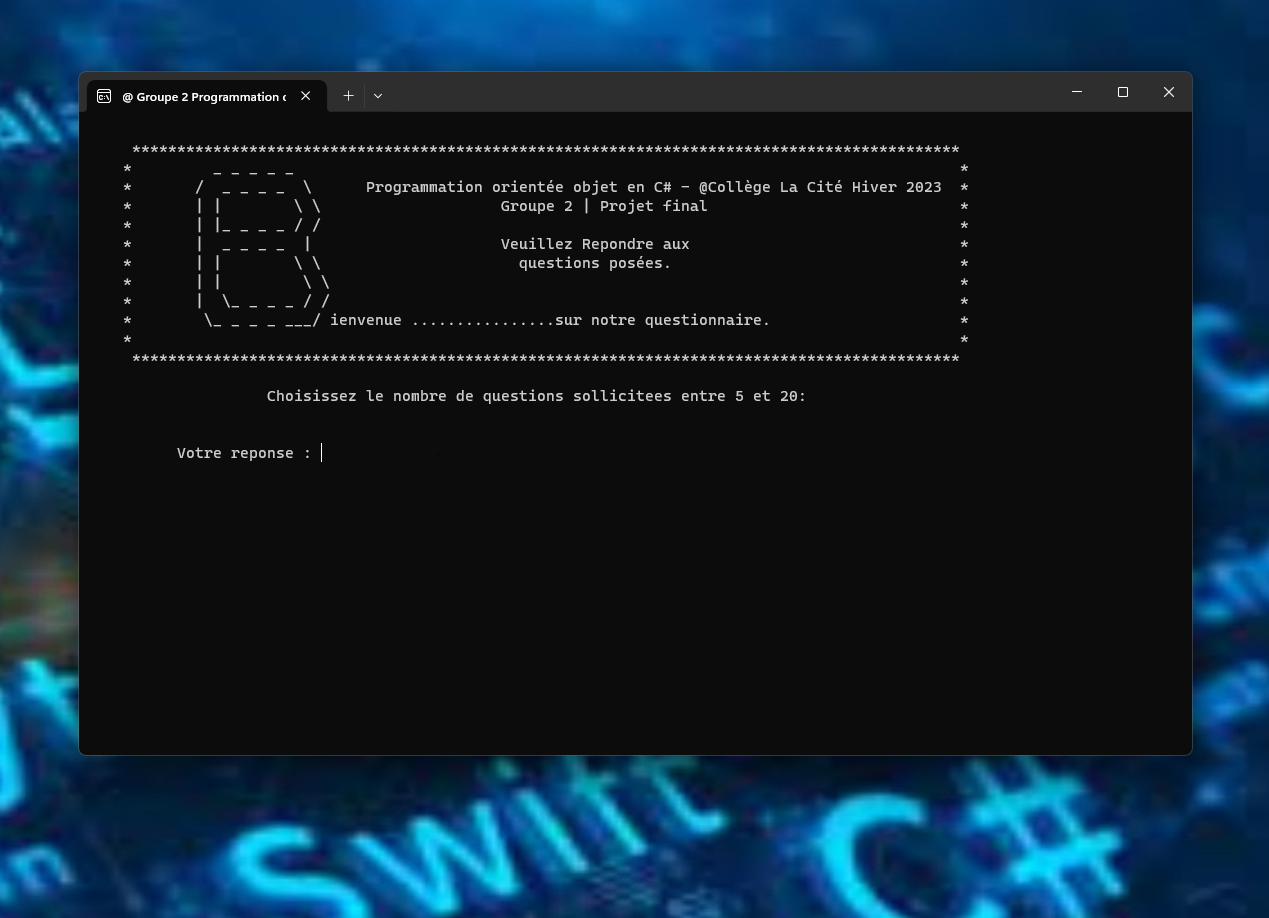 @ Groupe 2 Programmation
*******************************************************************************************
Programmation orientée objet en C# – @Collège La Cité Hiver 2023
Groupe 2 | Projet final
Veuillez Repondre aux
questions posées.
B ienvenue ................sur notre questionnaire.
*******************************************************************************************
Choisissez le nombre de questions sollicitees entre 5 et 20:
Votre reponse :
Swift
C#